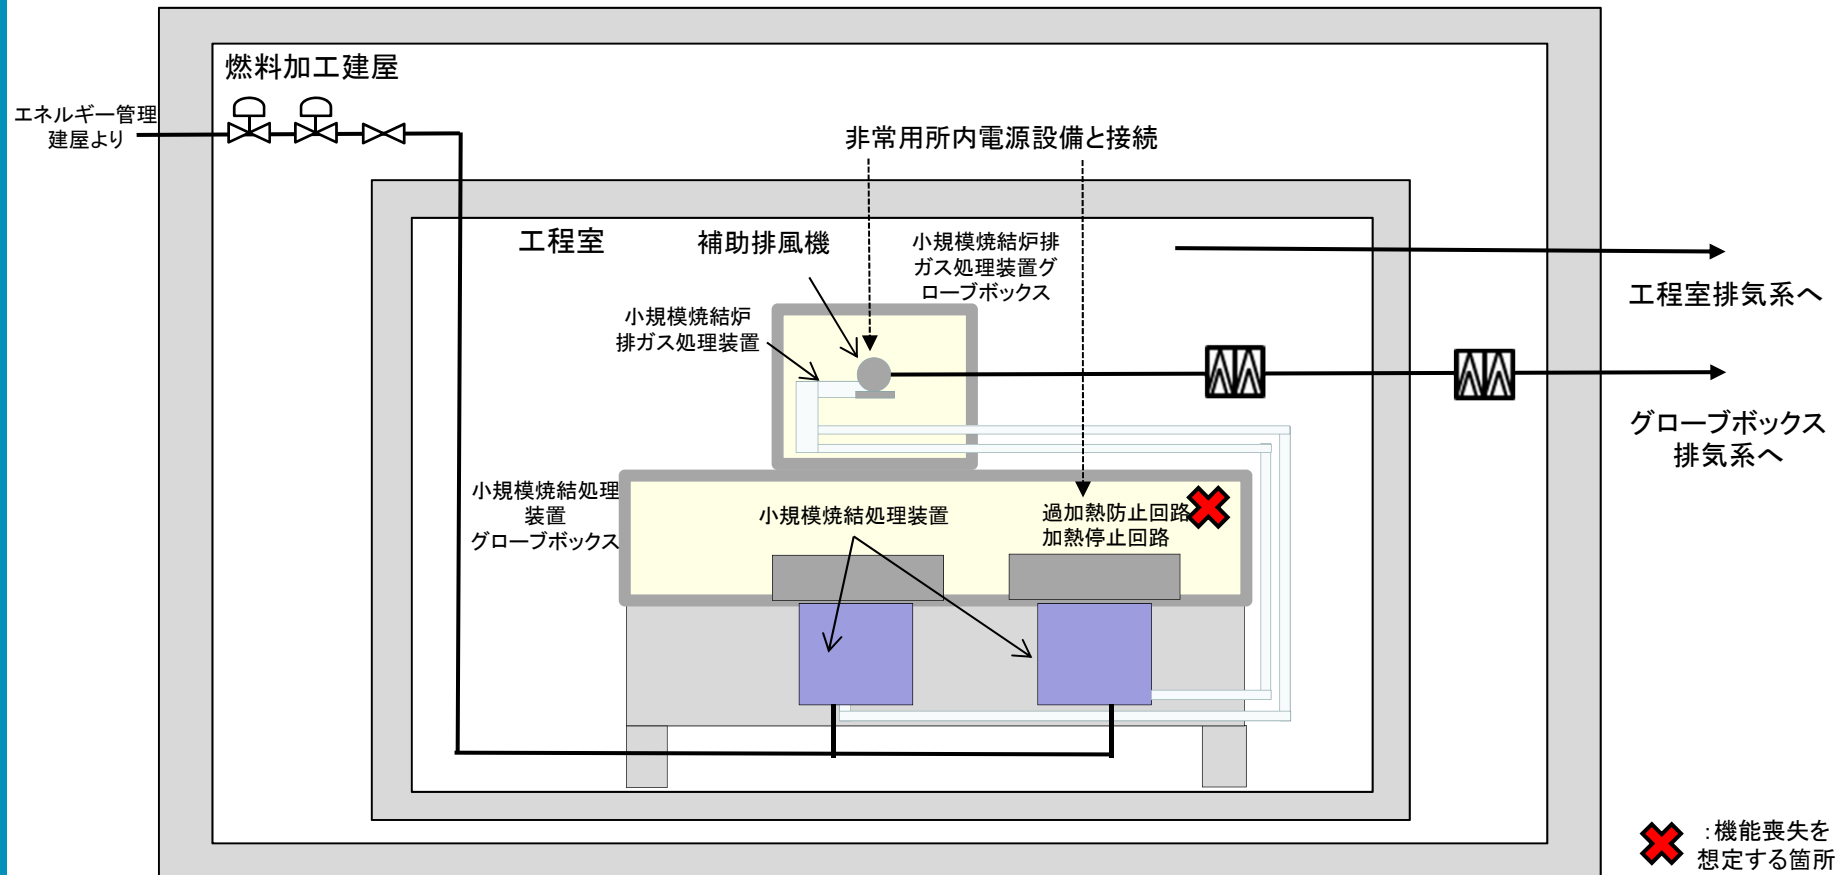 燃料加工建屋
エネルギー管理
建屋より
非常用所内電源設備と接続
工程室
補助排風機
小規模焼結炉排
ガス処理装置グ
ローブボックス
小規模焼結炉
排ガス処理装置
工程室排気系へ
グローブボックス
排気系へ
小規模焼結処理
装置
グローブボックス
小規模焼結処理装置
過加熱防止回路
加熱停止回路
:機能喪失を
想定する箇所